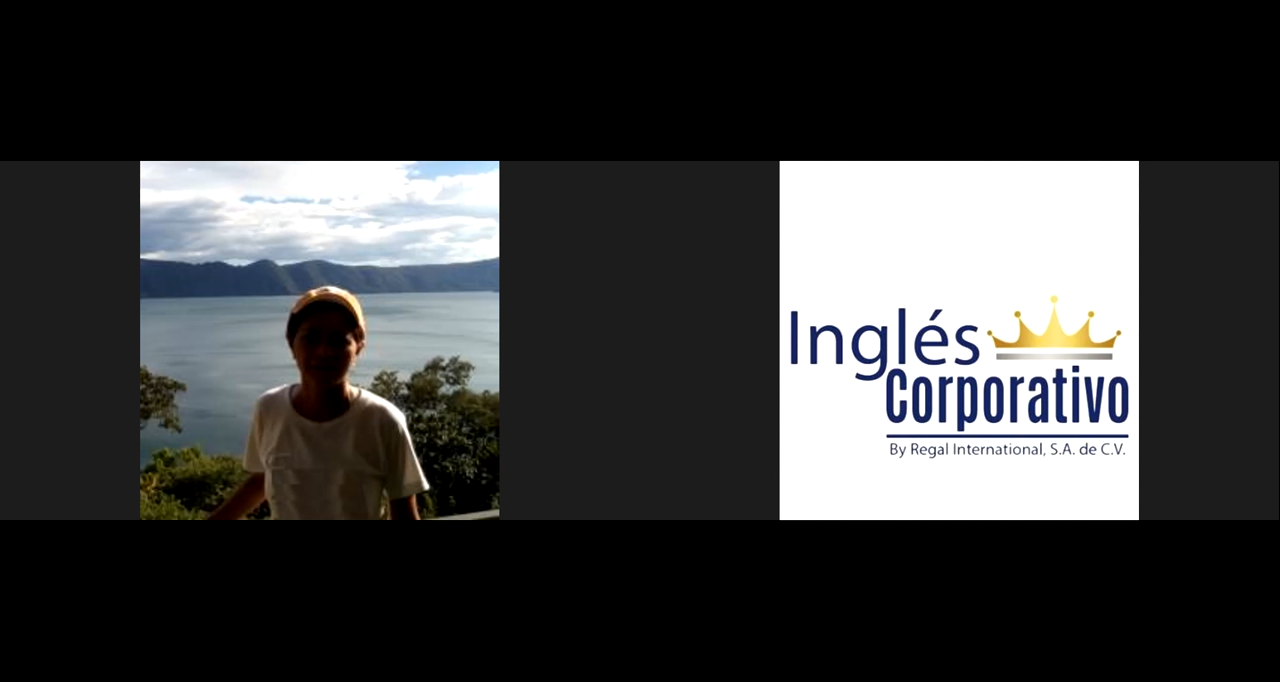 Inglés
Corporativo
By Regal International, S.A. de C.V.